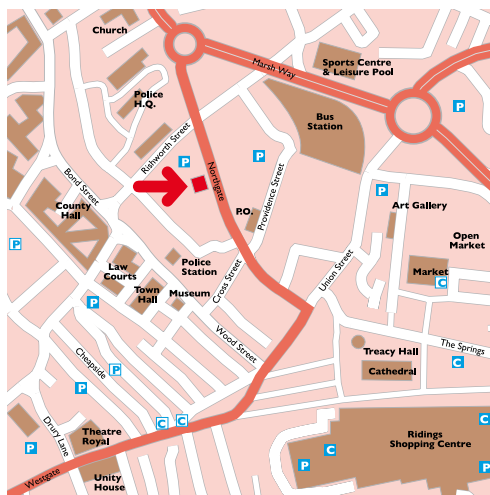 Church
Marsh Way
Sports Centre
& Leisure Pool
Police
H.Q.
P
Bus
Station
Rishworth Street
P
P
Northgate
Bond Street
P
County
Hall
P.O.
Providence Street
Art Gallery
P
Open
Market
Law
Courts
Police
Station
Cross Street
Union Street
Market
C
Town
Hall
Museum
P
Wood Street
The Springs
Treacy Hall
Cathedral
C
Cheapside
P
P
C
C
Drury Lane
Theatre
Royal
P
Ridings
Shopping Centre
P
C
P
C
Westgate
Unity
House